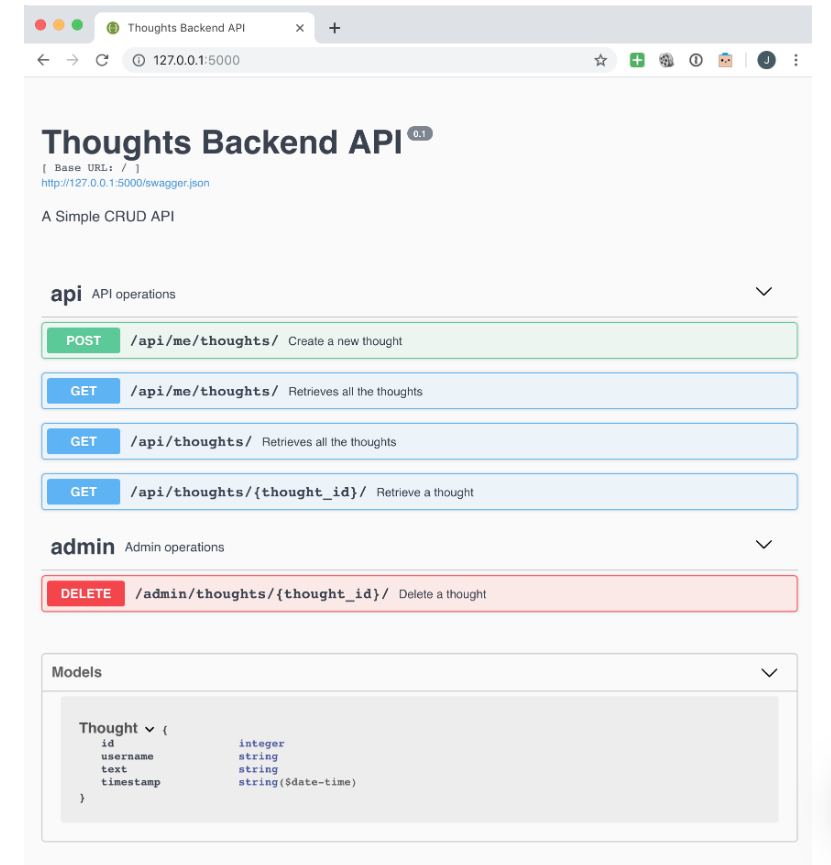 Thoughts Backend API
127.0.0.1:5000
J
Thoughts Backend API 0.1
[ Base URL: / ]
http://127.0.0.1:5000/swagger.json
A Simple CRUD API
api API operations
POST /api/me/thoughts/ Create a new thought
GET /api/me/thoughts/ Retrieves all the thoughts
GET /api/thoughts/ Retrieves all the thoughts
GET /api/thoughts/{thought_id}/ Retrieve a thought
admin Admin operations
DELETE /admin/thoughts/{thought_id}/ Delete a thought
Models
Thought {
id integer
username string
text string
timestamp string($date-time)
}